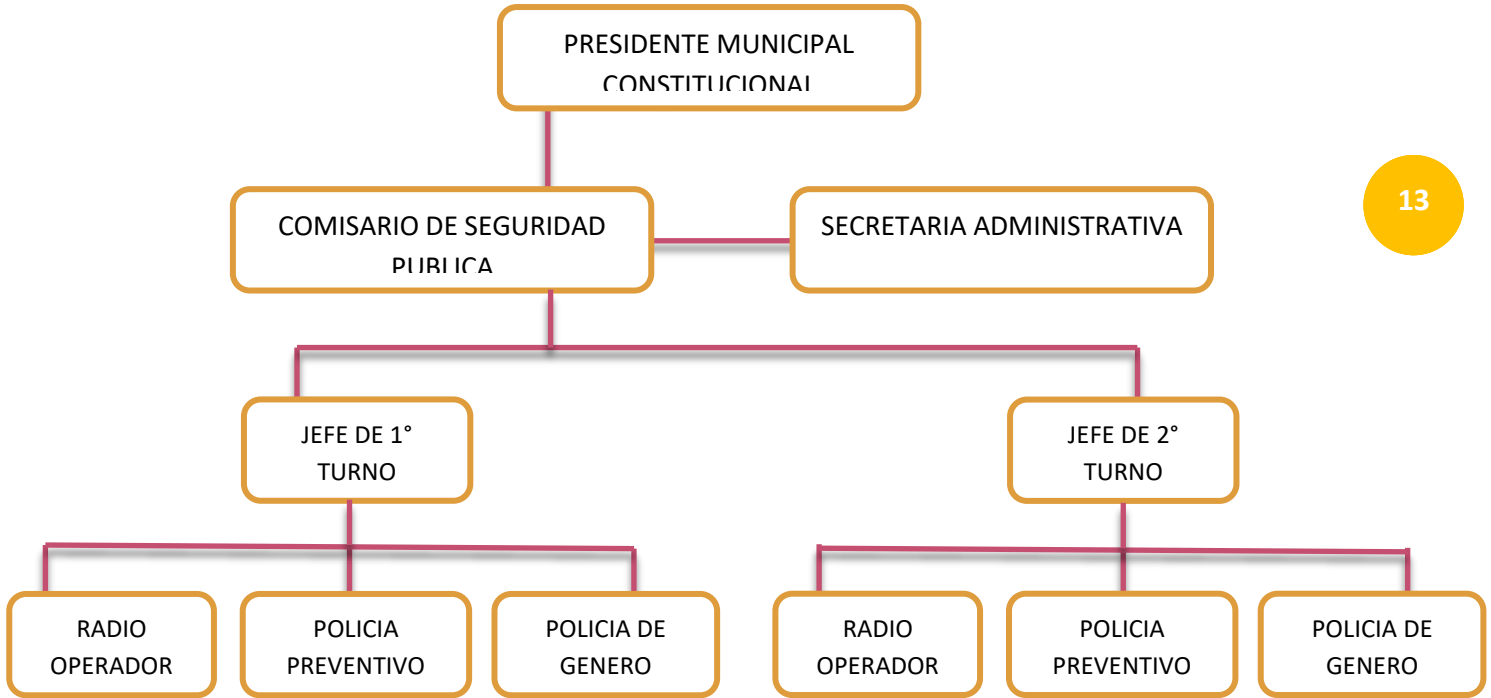 PRESIDENTE MUNICIPAL
CONSTITUCIONAL
13
COMISARIO DE SEGURIDAD
PUBLICA
SECRETARIA ADMINISTRATIVA
JEFE DE 1°
TURNO
JEFE DE 2°
TURNO
RADIO
OPERADOR
POLICIA
PREVENTIVO
POLICIA DE
GENERO
RADIO
OPERADOR
POLICIA
PREVENTIVO
POLICIA DE
GENERO